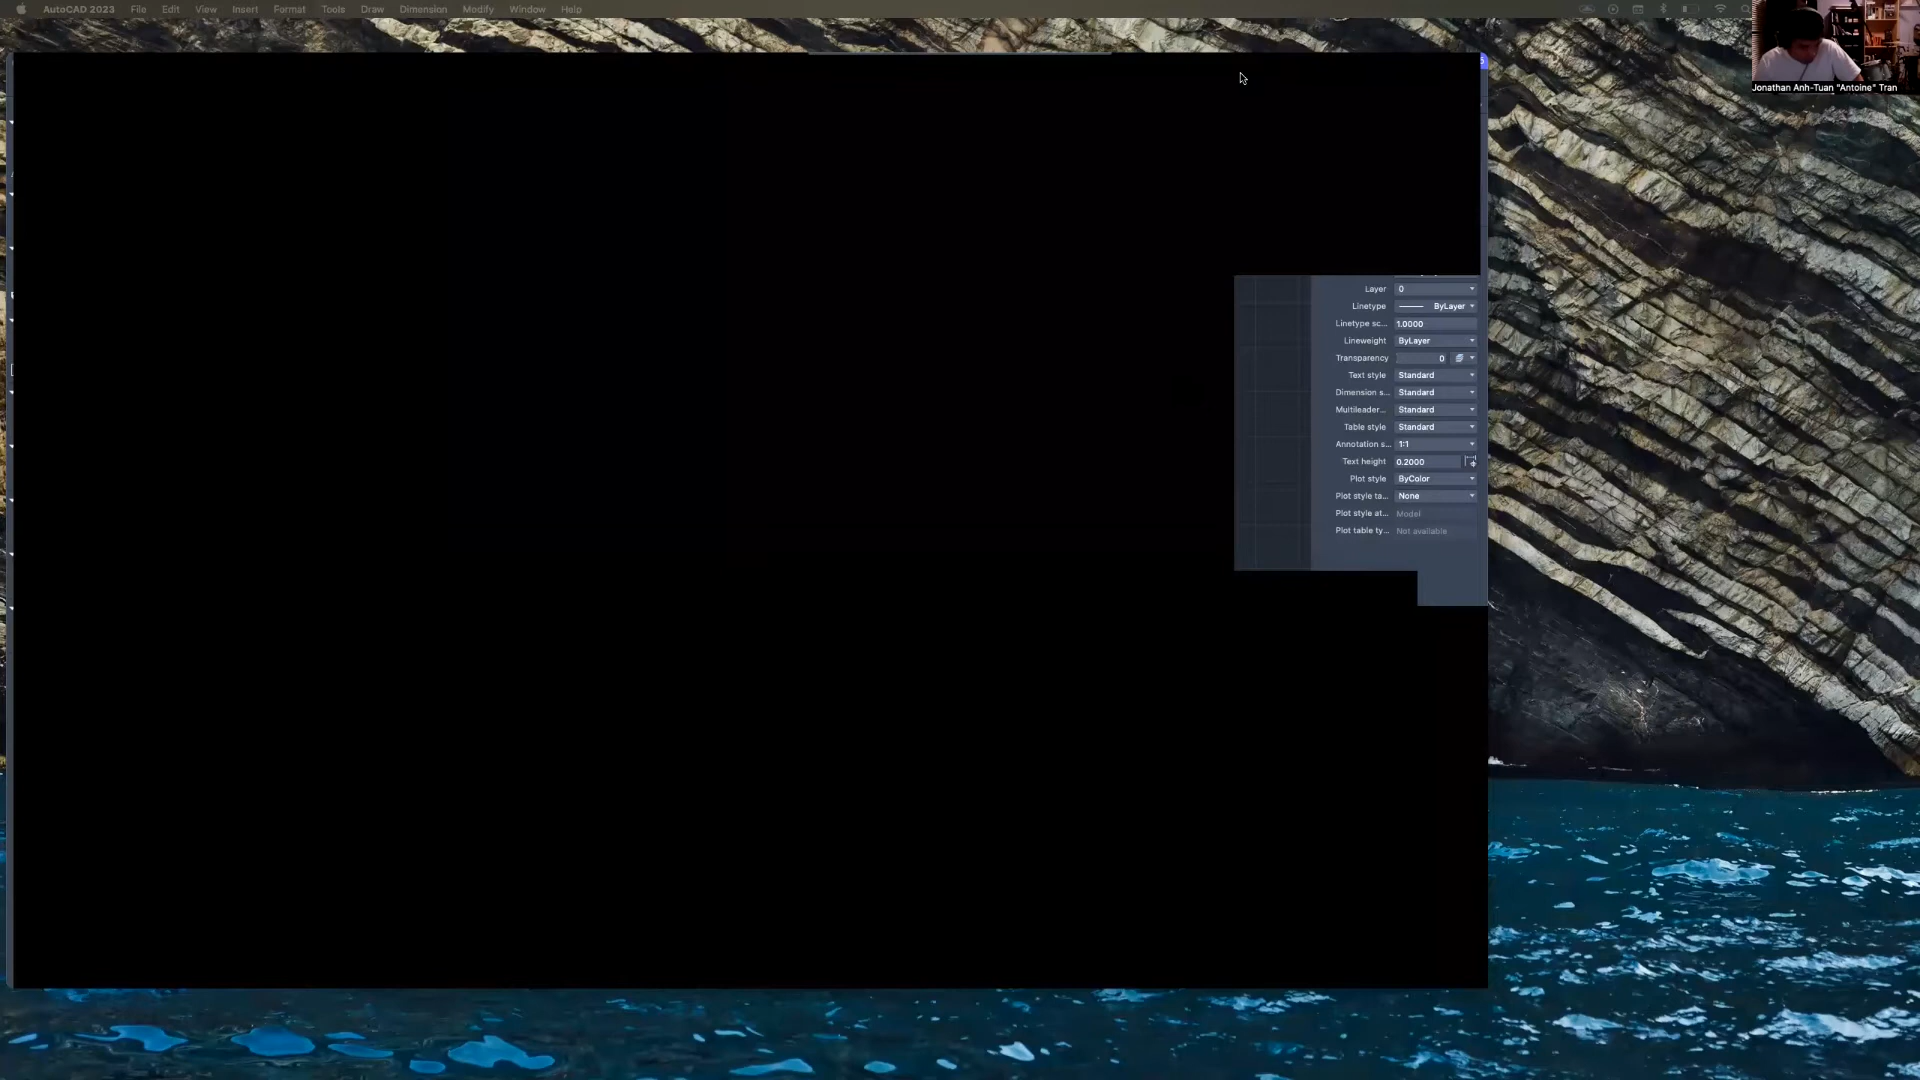 AutoCAD 2023 File Edit View Insert Format Tools Draw Dimension Modify Window Help
Jonathan Anh-Tuan "Antoine" Tran
Layer 0
Linetype ByLayer
Linetype sc... 1.0000
Lineweight ByLayer
Transparency 0
Text style Standard
Dimension s... Standard
Multileader... Standard
Table style Standard
Annotation s... 1:1
Text height 0.2000
Plot style ByColor
Plot style ta... None
Plot style at... Model
Plot table ty... Not available